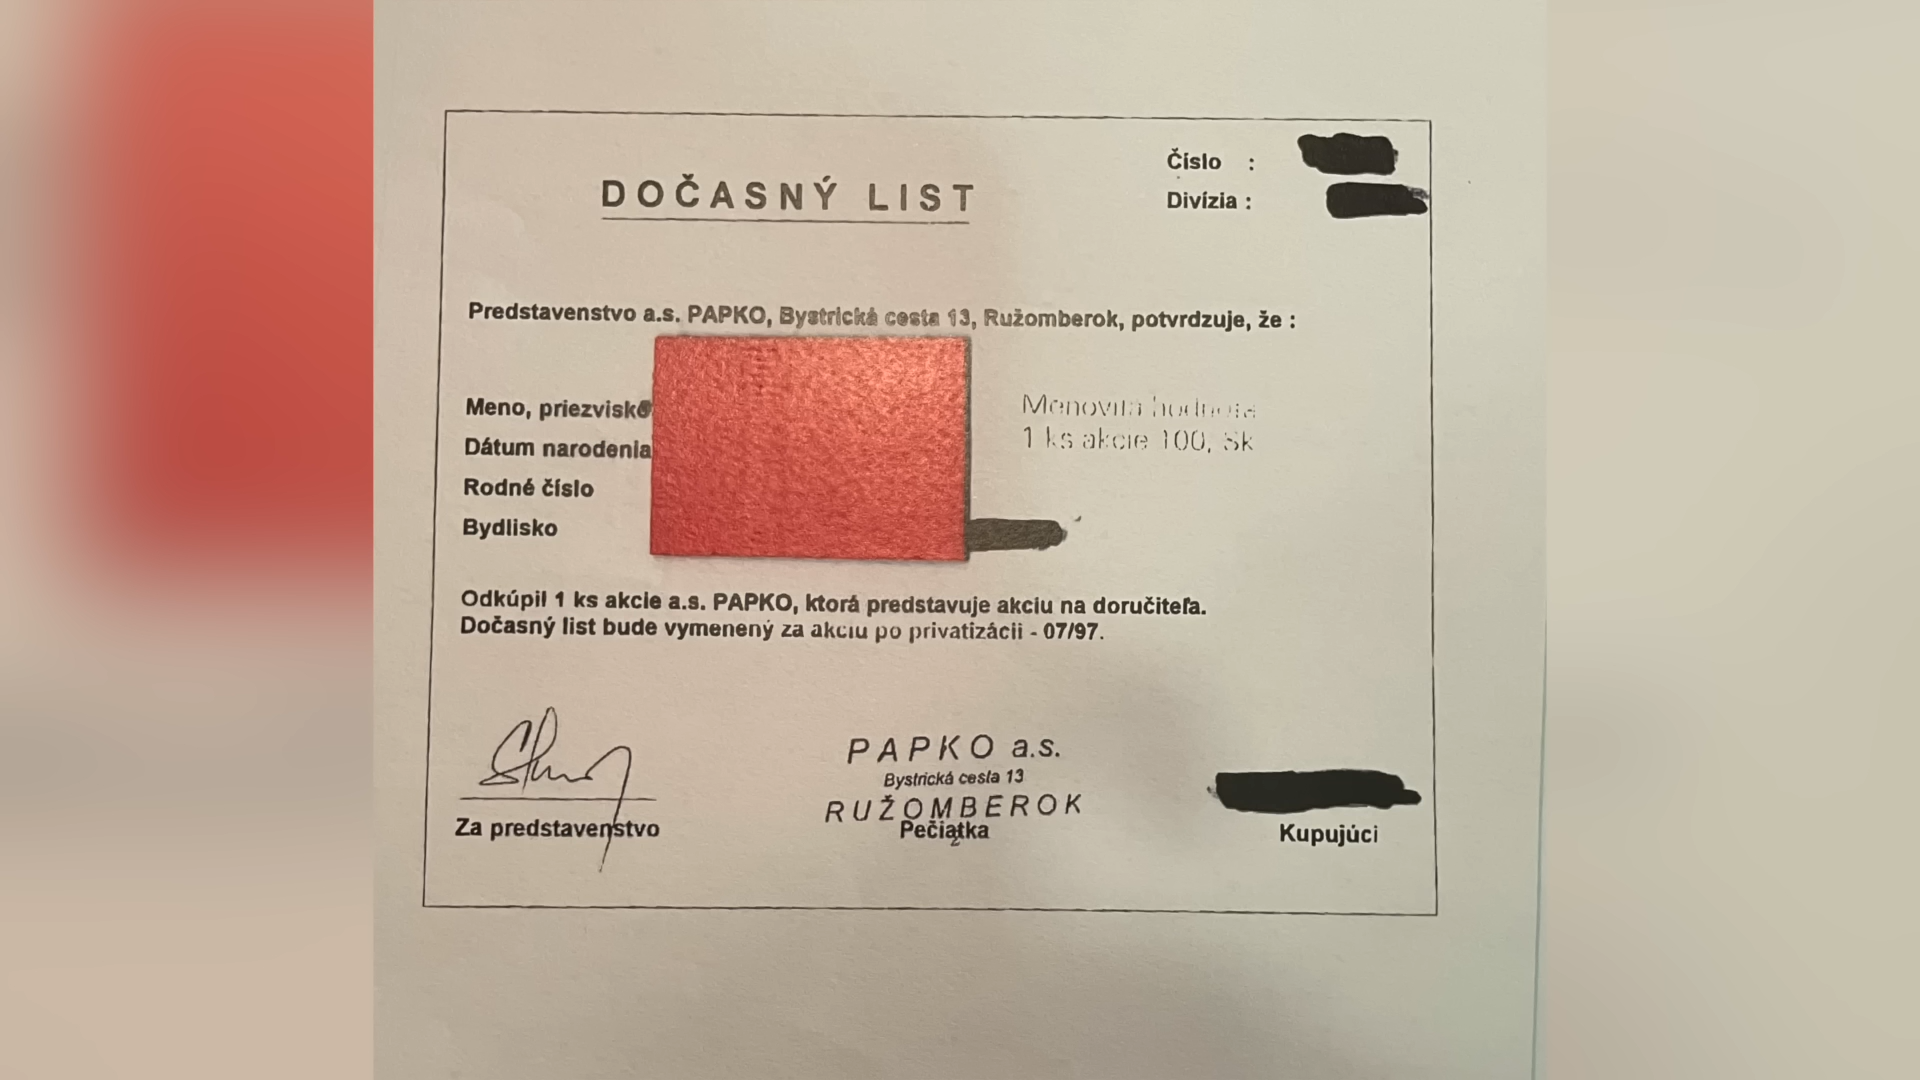 Číslo :
Divízia :
DOČASNÝ LIST
Predstavenstvo a.s. PAPKO, Bystrická cesta 13, Ružomberok, potvrdzuje, že :
Meno, priezvisko
Dátum narodenia
Rodné číslo
Bydlisko
Menovitá hodnota
1 ks akcie 100, Sk
Odkúpil 1 ks akcie a.s. PAPKO, ktorá predstavuje akciu na doručiteľa.
Dočasný list bude vymenený za akciu po privatizácii - 07/97.
PAPKO a.s.
Bystrická cesta 13
RUŽOMBEROK
Za predstavenstvo
Pečiatka
2
Kupujúci